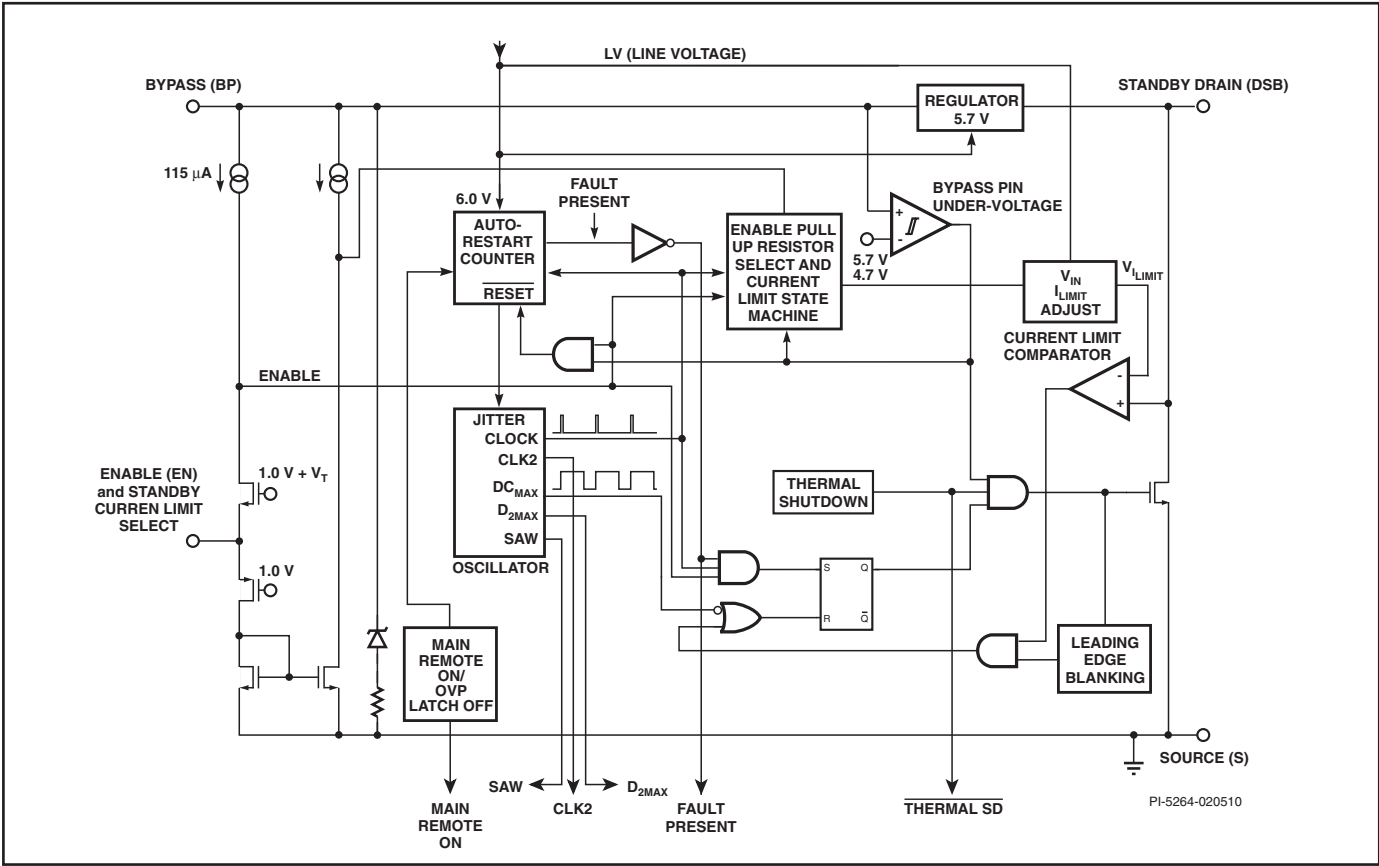 LV (LINE VOLTAGE)
BYPASS (BP)
STANDBY DRAIN (DSB)
REGULATOR
5.7 V
115 μA
6.0 V
FAULT
PRESENT
BYPASS PIN
UNDER-VOLTAGE
AUTO-
RESTART
COUNTER
RESET
ENABLE PULL
UP RESISTOR
SELECT AND
CURRENT
LIMIT STATE
MACHINE
+
-
5.7 V
4.7 V
VIN
ILIMIT
ADJUST
VILIMIT
CURRENT LIMIT
COMPARATOR
-
+
ENABLE
JITTER
CLOCK
CLK2
DCMAX
D2MAX
SAW
OSCILLATOR
ENABLE (EN)
and STANDBY
CURREN LIMIT
SELECT
1.0 V + VT
1.0 V
THERMAL
SHUTDOWN
S
Q
R
Q
MAIN
REMOTE
ON/
OVP
LATCH OFF
LEADING
EDGE
BLANKING
SOURCE (S)
SAW
CLK2
D2MAX
MAIN
REMOTE
ON
FAULT
PRESENT
THERMAL SD
PI-5264-020510